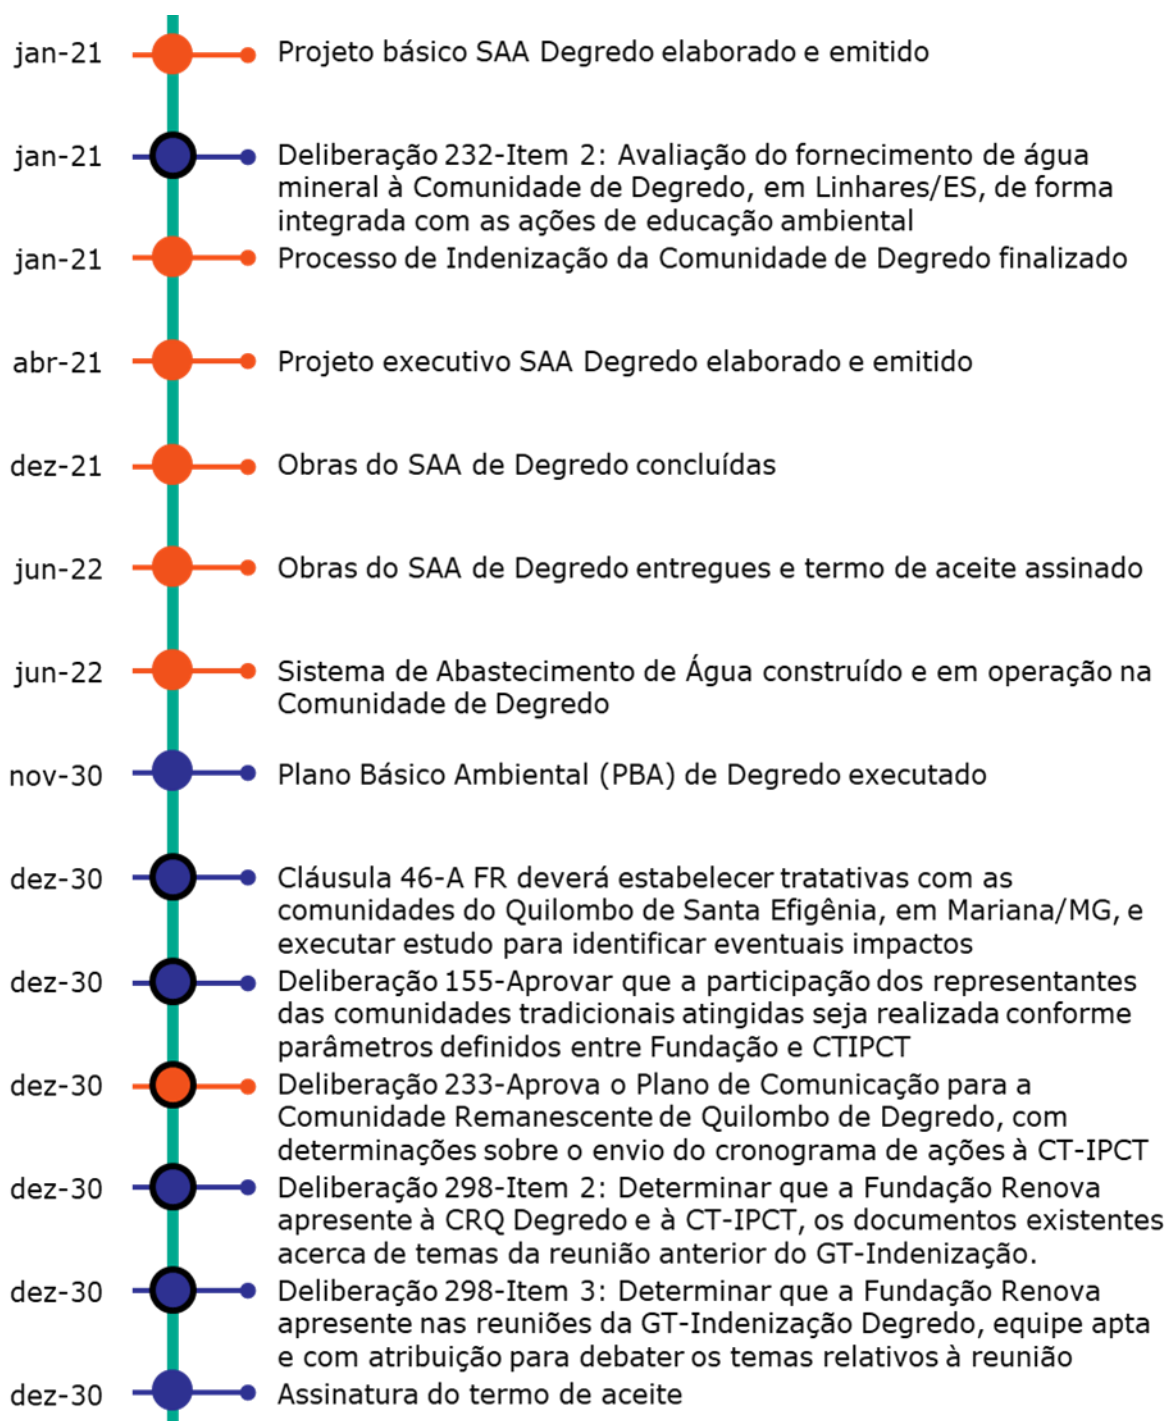 jan-21 Projeto básico SAA Degredo elaborado e emitido
jan-21 Deliberação 232-Item 2: Avaliação do fornecimento de água
mineral à Comunidade de Degredo, em Linhares/ES, de forma
integrada com as ações de educação ambiental
jan-21 Processo de Indenização da Comunidade de Degredo finalizado
abr-21 Projeto executivo SAA Degredo elaborado e emitido
dez-21 Obras do SAA de Degredo concluídas
jun-22 Obras do SAA de Degredo entregues e termo de aceite assinado
jun-22 Sistema de Abastecimento de Água construído e em operação na
Comunidade de Degredo
nov-30 Plano Básico Ambiental (PBA) de Degredo executado
dez-30 Cláusula 46-A FR deverá estabelecer tratativas com as
comunidades do Quilombo de Santa Efigênia, em Mariana/MG, e
executar estudo para identificar eventuais impactos
dez-30 Deliberação 155-Aprovar que a participação dos representantes
das comunidades tradicionais atingidas seja realizada conforme
parâmetros definidos entre Fundação e CTIPCT
dez-30 Deliberação 233-Aprova o Plano de Comunicação para a
Comunidade Remanescente de Quilombo de Degredo, com
determinações sobre o envio do cronograma de ações à CT-IPCT
dez-30 Deliberação 298-Item 2: Determinar que a Fundação Renova
apresente à CRQ Degredo e à CT-IPCT, os documentos existentes
acerca de temas da reunião anterior do GT-Indenização.
dez-30 Deliberação 298-Item 3: Determinar que a Fundação Renova
apresente nas reuniões da GT-Indenização Degredo, equipe apta
e com atribuição para debater os temas relativos à reunião
dez-30 Assinatura do termo de aceite